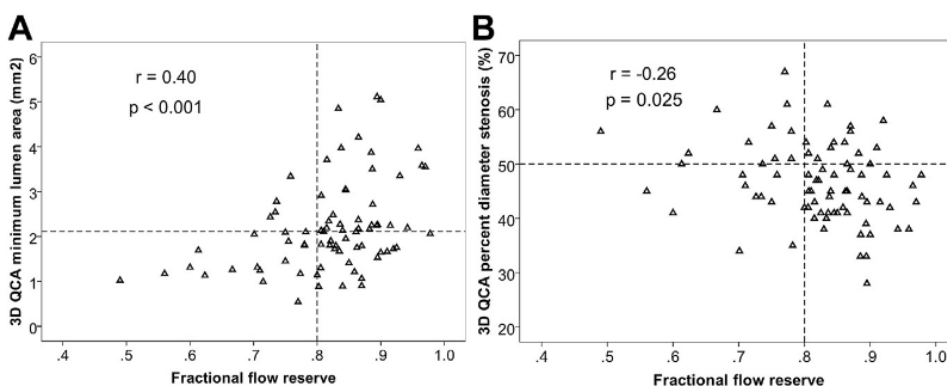 A
3D QCA minimum lumen area (mm2)
6
5
4
3
2
1
0
r = 0.40
p < 0.001
.4 .5 .6 .7 .8 .9 1.0
Fractional flow reserve
B
3D QCA percent diameter stenosis (%)
70
60
50
40
30
20
r = -0.26
p = 0.025
.4 .5 .6 .7 .8 .9 1.0
Fractional flow reserve